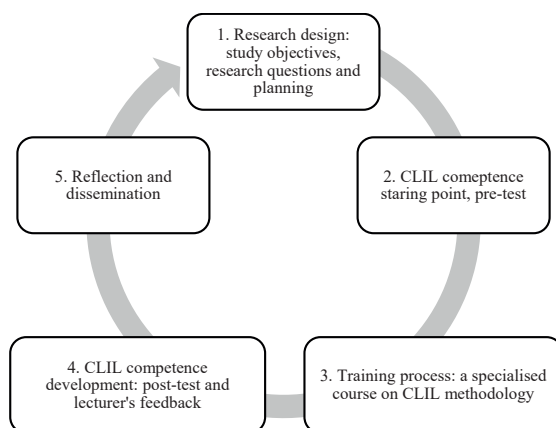 1. Research design:
study objectives,
research questions and
planning
2. CLIL comeptence
staring point, pre-test
3. Training process: a specialised
course on CLIL methodology
4. CLIL competence
development: post-test and
lecturer's feedback
5. Reflection and
dissemination